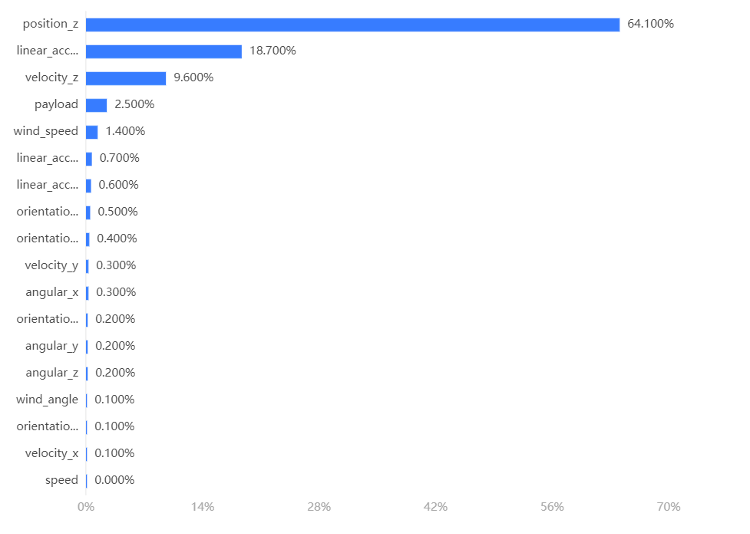 position_z 64.100%
linear_acc... 18.700%
velocity_z 9.600%
payload 2.500%
wind_speed 1.400%
linear_acc... 0.700%
linear_acc... 0.600%
orientatio... 0.500%
orientatio... 0.400%
velocity_y 0.300%
angular_x 0.300%
orientatio... 0.200%
angular_y 0.200%
angular_z 0.200%
wind_angle 0.100%
orientatio... 0.100%
velocity_x 0.100%
speed 0.000%
0% 14% 28% 42% 56% 70%